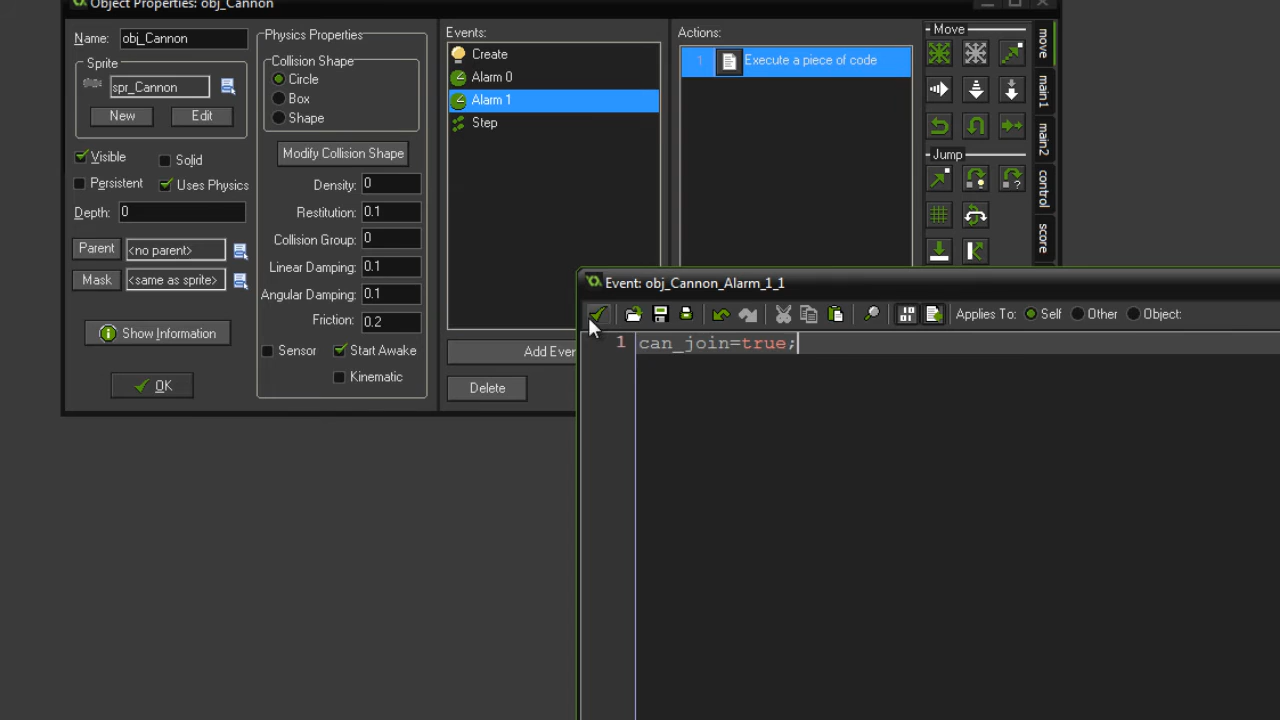 Object Properties: obj_Cannon
Name: obj_Cannon
Sprite
spr_Cannon
New Edit
Visible Solid
Persistent Uses Physics
Depth: 0
Parent <no parent>
Mask <same as sprite>
Show Information
OK
Physics Properties
Collision Shape
Circle
Box
Shape
Modify Collision Shape
Density: 0
Restitution: 0.1
Collision Group: 0
Linear Damping: 0.1
Angular Damping: 0.1
Friction: 0.2
Sensor Start Awake
Kinematic
Events:
Create
Alarm 0
Alarm 1
Step
Add Even
Delete
Actions:
1 Execute a piece of code
Move
Jump
move
main1
main2
control
score
Event: obj_Cannon_Alarm_1_1
Applies To: Self Other Object:
1 can_join=true;